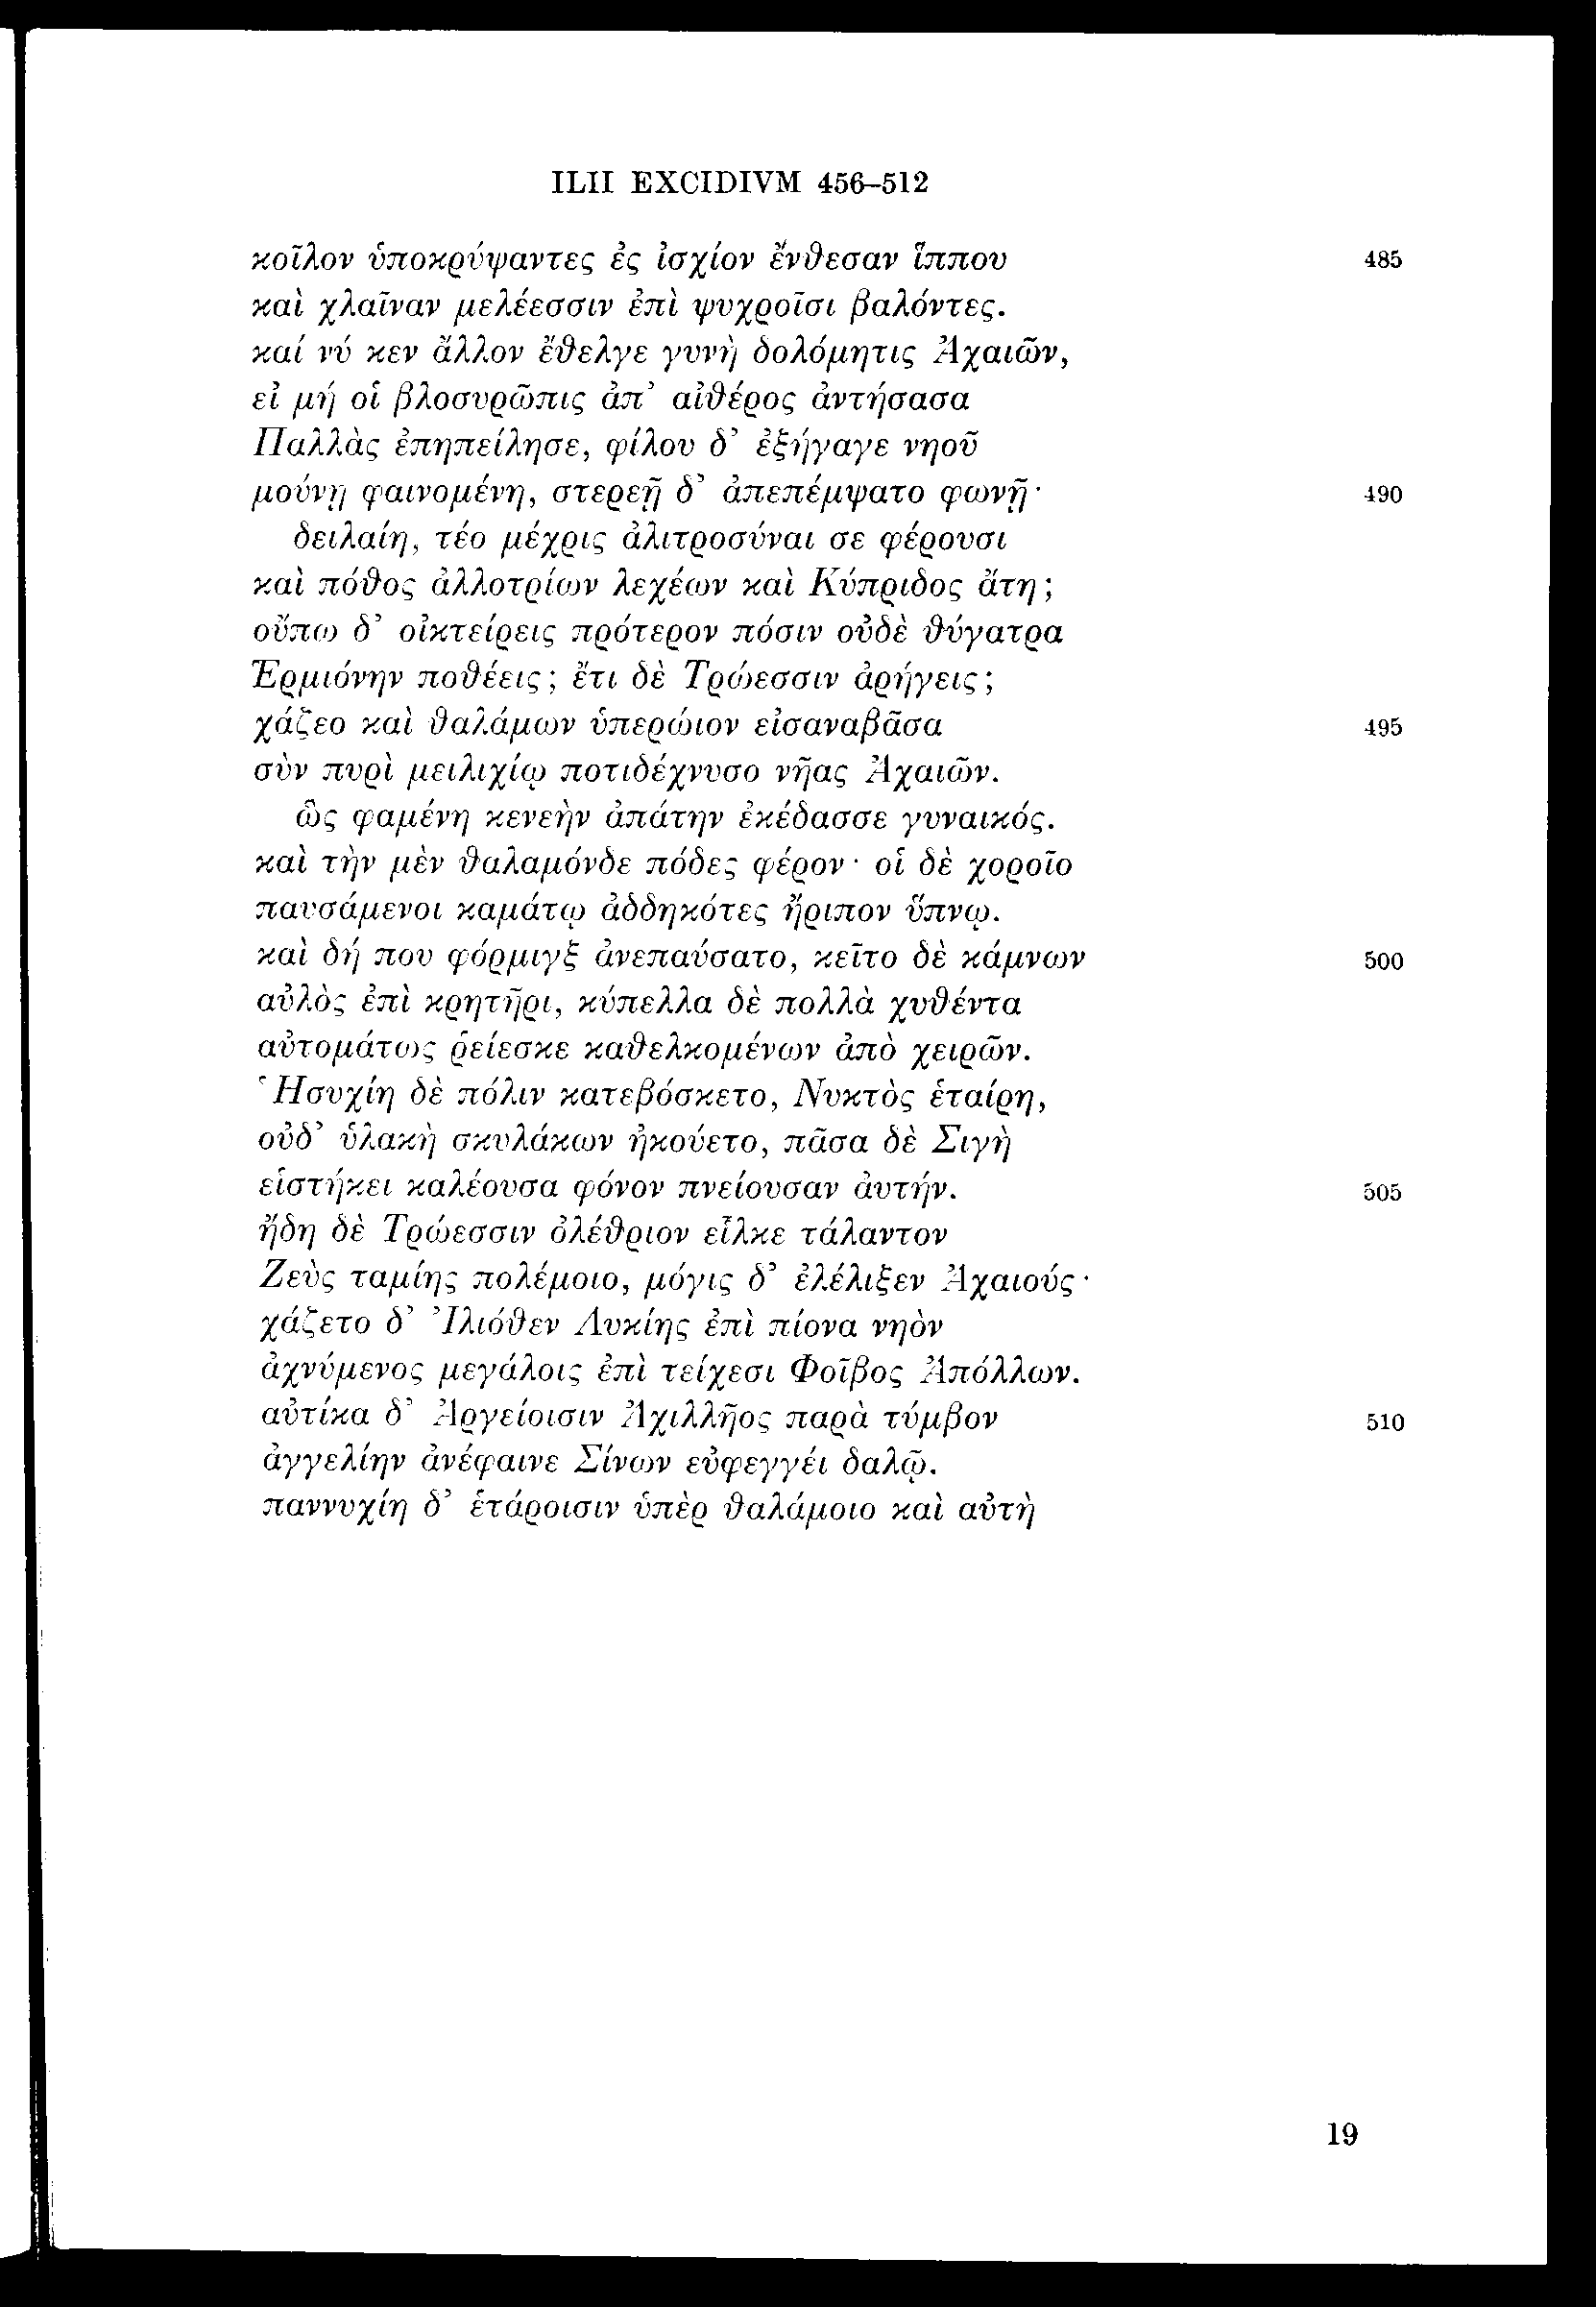 ILII EXCIDIVM 456–512
κοῖλον ὑποκρύψαντες ἐς ἰσχίον ἔνθεσαν ἵππου 485
καὶ χλαῖναν μελέεσσιν ἐπὶ ψυχροῖσι βαλόντες.
καί νύ κεν ἄλλον ἔθελγε γυνὴ δολόμητις Ἀχαιῶν,
εἰ μή οἱ βλοσυρῶπις ἀπ’ αἰθέρος ἀντήσασα
Παλλὰς ἐπηπείλησε, φίλου δ’ ἐξήγαγε νηοῦ
μούνῃ φαινομένη, στερεῇ δ’ ἀπεπέμψατο φωνῇ· 490
δειλαίη, τέο μέχρις ἀλιτροσύναι σε φέρουσι
καὶ πόθος ἀλλοτρίων λεχέων καὶ Κύπριδος ἄτη;
οὔπω δ’ οἰκτείρεις πρότερον πόσιν οὐδὲ θύγατρα
Ἑρμιόνην ποθέεις; ἔτι δὲ Τρώεσσιν ἀρήγεις;
χάζεο καὶ θαλάμων ὑπερώιον εἰσαναβᾶσα 495
σὺν πυρὶ μειλιχίῳ ποτιδέχνυσο νῆας Ἀχαιῶν.
ὣς φαμένη κενεὴν ἀπάτην ἐκέδασσε γυναικός.
καὶ τὴν μὲν θαλαμόνδε πόδες φέρον· οἱ δὲ χοροῖο
παυσάμενοι καμάτῳ ἀδδηκότες ἤριπον ὕπνῳ.
καὶ δή που φόρμιγξ ἀνεπαύσατο, κεῖτο δὲ κάμνων 500
αὐλὸς ἐπὶ κρητῆρι, κύπελλα δὲ πολλὰ χυθέντα
αὐτομάτως ῥείεσκε καθελκομένων ἀπὸ χειρῶν.
Ἡσυχίη δὲ πόλιν κατεβόσκετο, Νυκτὸς ἑταίρη,
οὐδ’ ὑλακὴ σκυλάκων ἠκούετο, πᾶσα δὲ Σιγὴ
εἱστήκει καλέουσα φόνον πνείουσαν ἀυτήν. 505
ἤδη δὲ Τρώεσσιν ὀλέθριον εἷλκε τάλαντον
Ζεὺς ταμίης πολέμοιο, μόγις δ’ ἐλέλιξεν Ἀχαιούς·
χάζετο δ’ Ἰλιόθεν Λυκίης ἐπὶ πίονα νηὸν
ἀχνύμενος μεγάλοις ἐπὶ τείχεσι Φοῖβος Ἀπόλλων.
αὐτίκα δ’ Ἀργείοισιν Ἀχιλλῆος παρὰ τύμβον 510
ἀγγελίην ἀνέφαινε Σίνων εὐφεγγέι δαλῷ.
παννυχίη δ’ ἑτάροισιν ὑπὲρ θαλάμοιο καὶ αὐτὴ
19